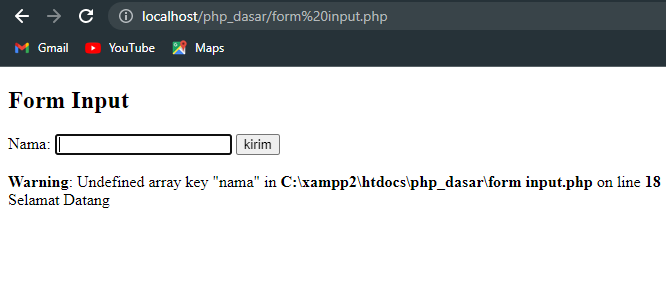 localhost/php_dasar/form%20input.php
Gmail YouTube Maps
Form Input
Nama: kirim
Warning: Undefined array key "nama" in C:\xampp2\htdocs\php_dasar\form input.php on line 18
Selamat Datang